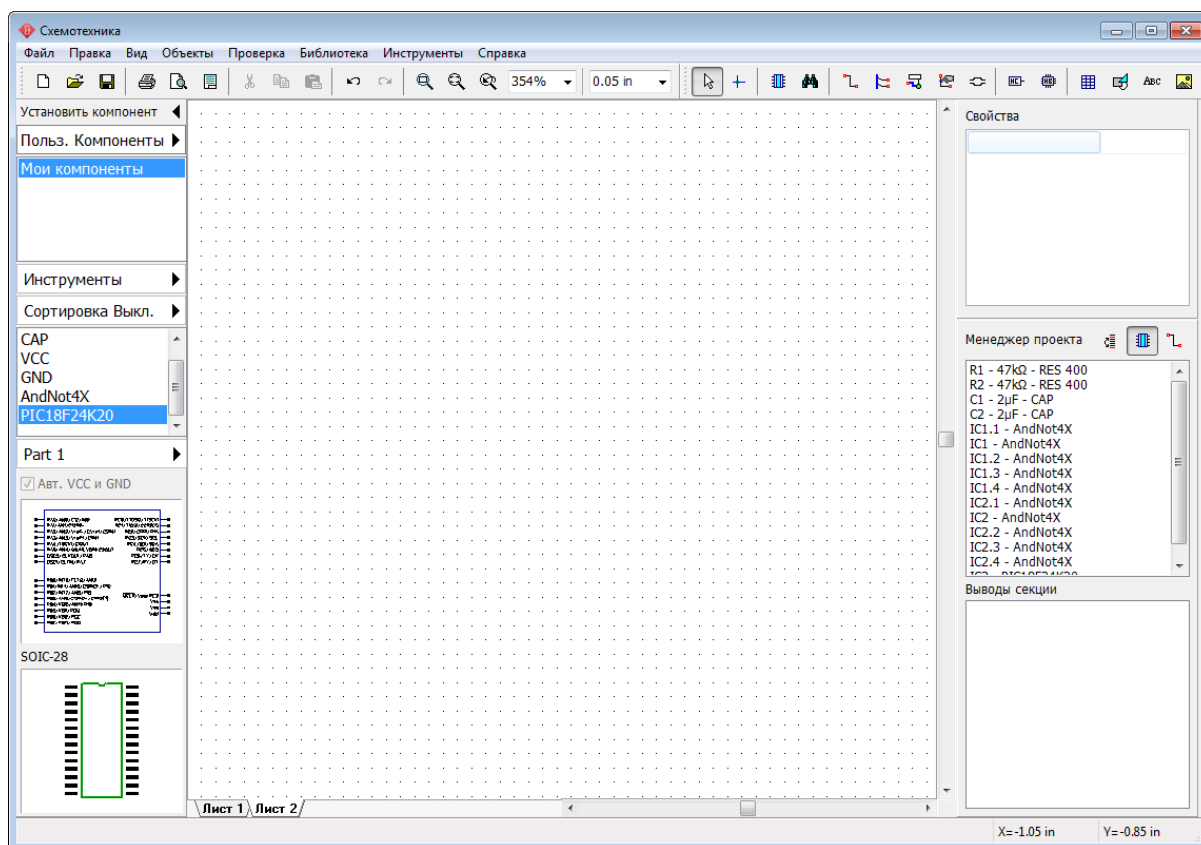 Схемотехника
Файл Правка Вид Объекты Проверка Библиотека Инструменты Справка
354% 0.05 in ABC
Установить компонент
Польз. Компоненты
Мои компоненты
Инструменты
Сортировка Выкл.
CAP
VCC
GND
AndNot4X
PIC18F24K20
Part 1
Авт. VCC и GND
SOIC-28
Лист 1 Лист 2
Свойства
Менеджер проекта
R1 - 47kΩ - RES 400
R2 - 47kΩ - RES 400
C1 - 2µF - CAP
C2 - 2µF - CAP
IC1.1 - AndNot4X
IC1 - AndNot4X
IC1.2 - AndNot4X
IC1.3 - AndNot4X
IC1.4 - AndNot4X
IC2.1 - AndNot4X
IC2 - AndNot4X
IC2.2 - AndNot4X
IC2.3 - AndNot4X
IC2.4 - AndNot4X
Выводы секции
X=-1.05 in Y=-0.85 in